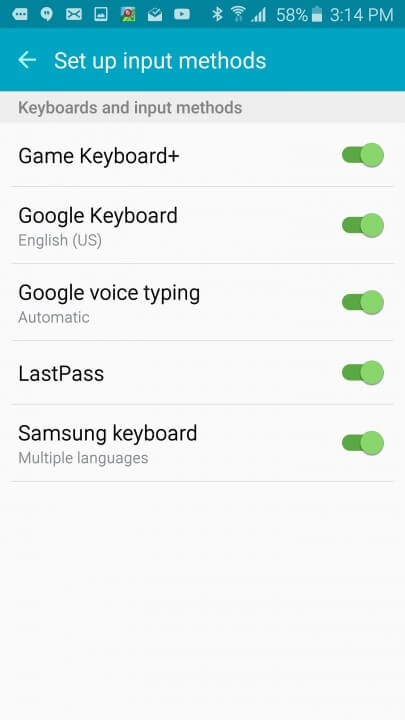 58% 3:14 PM
Set up input methods
Keyboards and input methods
Game Keyboard+
Google Keyboard
English (US)
Google voice typing
Automatic
LastPass
Samsung keyboard
Multiple languages